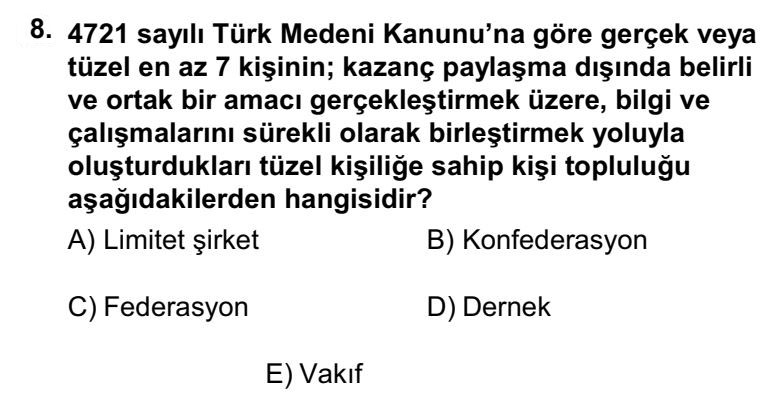 8. 4721 sayılı Türk Medeni Kanunu’na göre gerçek veya
tüzel en az 7 kişinin; kazanç paylaşma dışında belirli
ve ortak bir amacı gerçekleştirmek üzere, bilgi ve
çalışmalarını sürekli olarak birleştirmek yoluyla
oluşturdukları tüzel kişiliğe sahip kişi topluluğu
aşağıdakilerden hangisidir?
A) Limitet şirket B) Konfederasyon
C) Federasyon D) Dernek
E) Vakıf